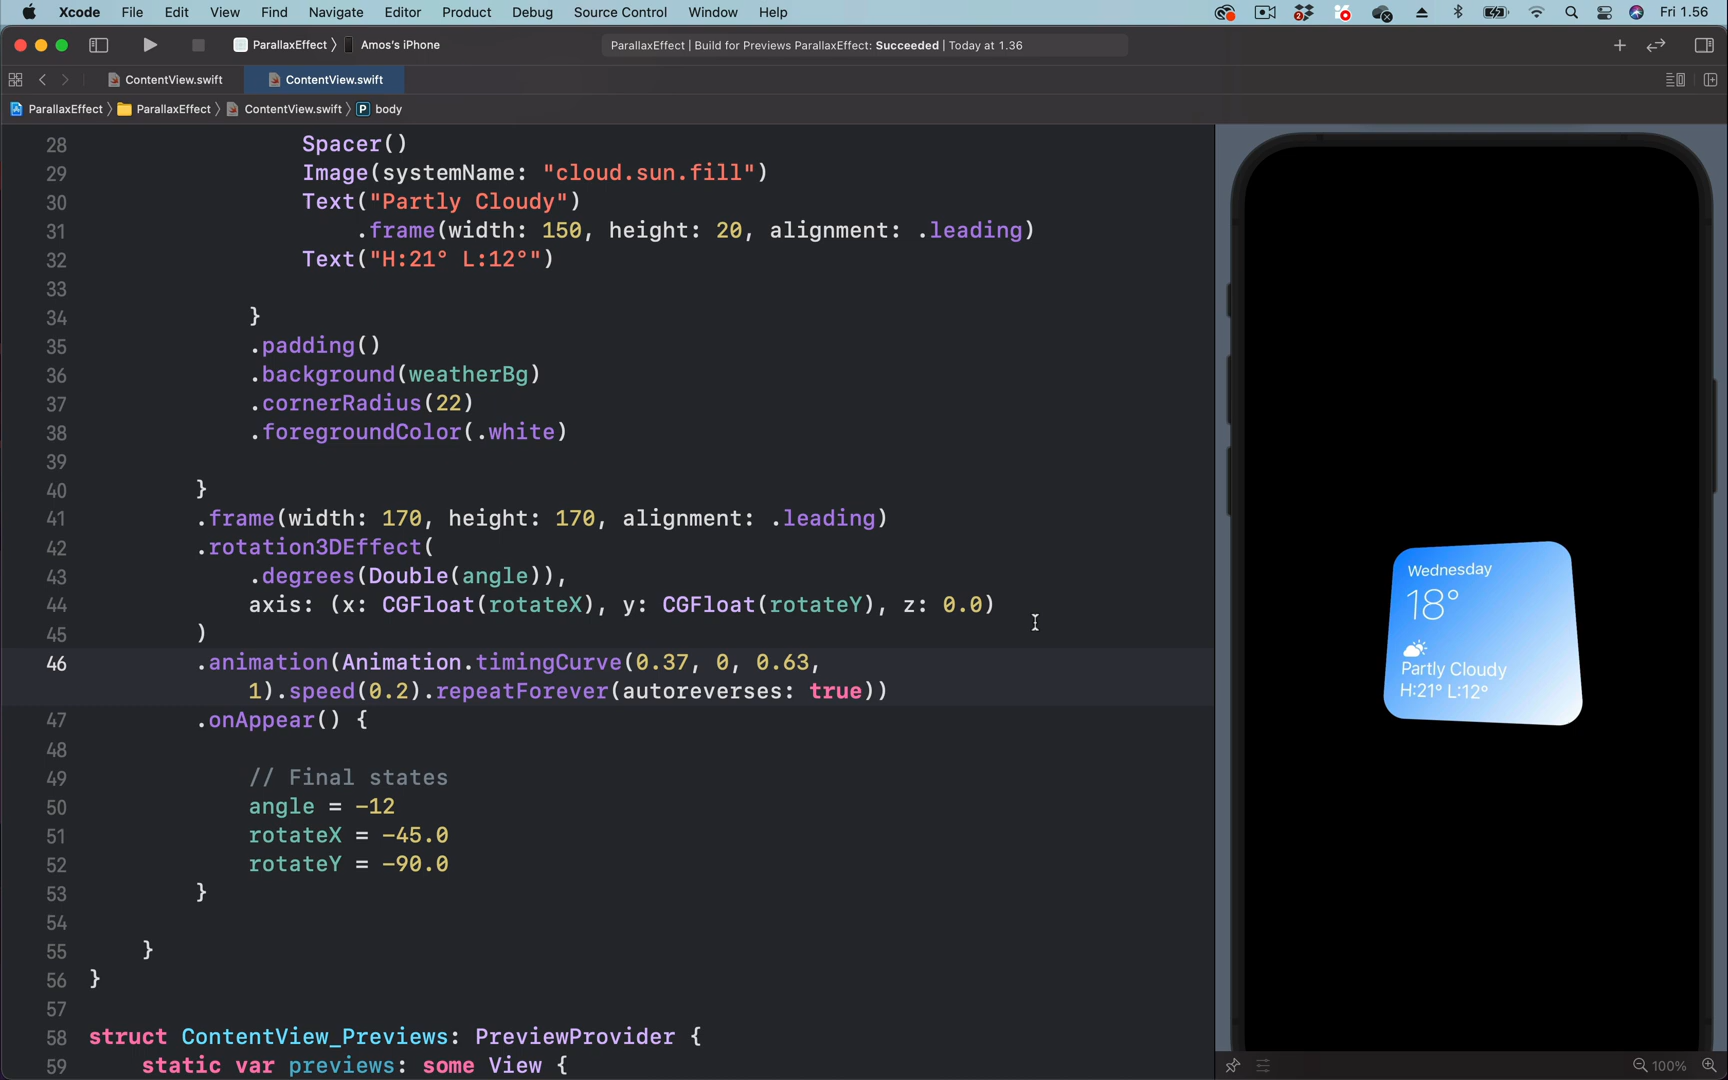 Xcode File Edit View Find Navigate Editor Product Debug Source Control Window Help 2 Fri 1.56
ParallaxEffect Amos's iPhone ParallaxEffect | Build for Previews ParallaxEffect: Succeeded | Today at 1.36
ContentView.swift ContentView.swift
ParallaxEffect ParallaxEffect ContentView.swift P body
28 Spacer()
29 Image(systemName: "cloud.sun.fill")
30 Text("Partly Cloudy")
31 .frame(width: 150, height: 20, alignment: .leading)
32 Text("H:21° L:12°")
33
34 }
35 .padding()
36 .background(weatherBg)
37 .cornerRadius(22)
38 .foregroundColor(.white)
39
40 }
41 .frame(width: 170, height: 170, alignment: .leading)
42 .rotation3DEffect(
43 .degrees(Double(angle)),
44 axis: (x: CGFloat(rotateX), y: CGFloat(rotateY), z: 0.0)
45 )
46 .animation(Animation.timingCurve(0.37, 0, 0.63,
1).speed(0.2).repeatForever(autoreverses: true))
47 .onAppear() {
48
49 // Final states
50 angle = -12
51 rotateX = -45.0
52 rotateY = -90.0
53 }
54
55 }
56 }
57
58 struct ContentView_Previews: PreviewProvider {
59 static var previews: some View {
Wednesday
18°
Partly Cloudy
H:21° L:12°
100%